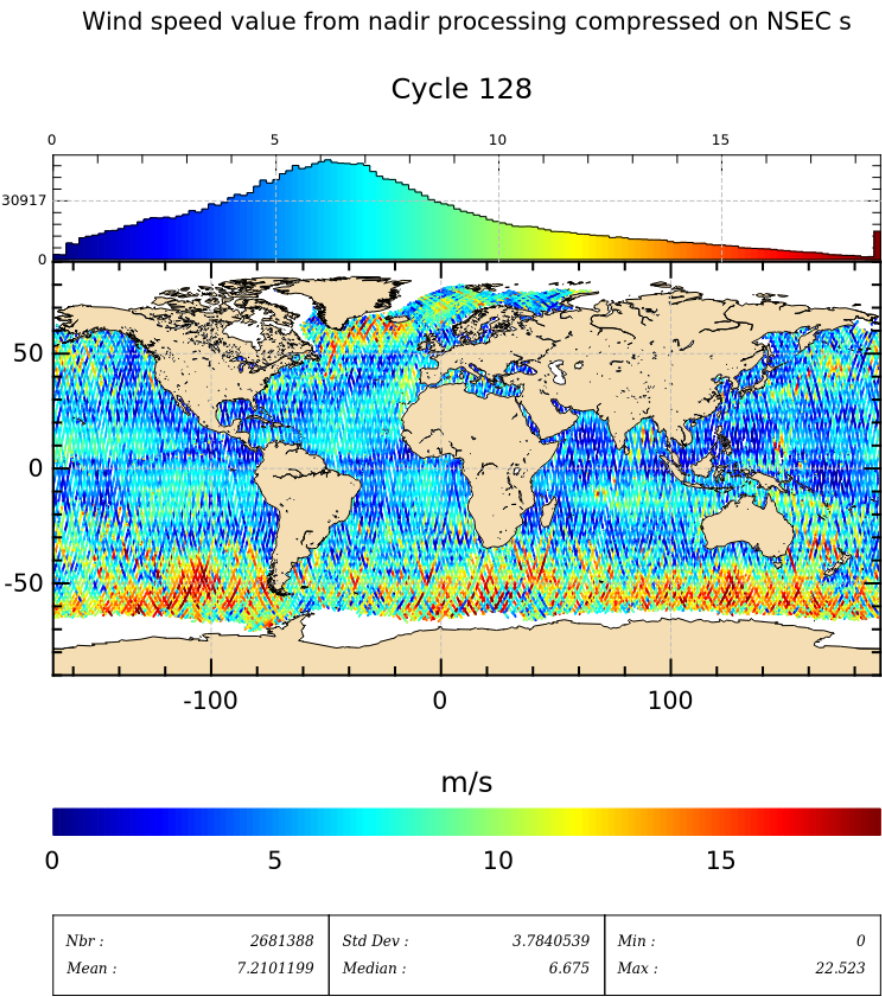 Wind speed value from nadir processing compressed on NSEC s
Cycle 128
0 5 10 15
30917
0
50
0
-50
-100 0 100
m/s
0 5 10 15
Nbr : 2681388 Std Dev : 3.7840539 Min : 0
Mean : 7.2101199 Median : 6.675 Max : 22.523